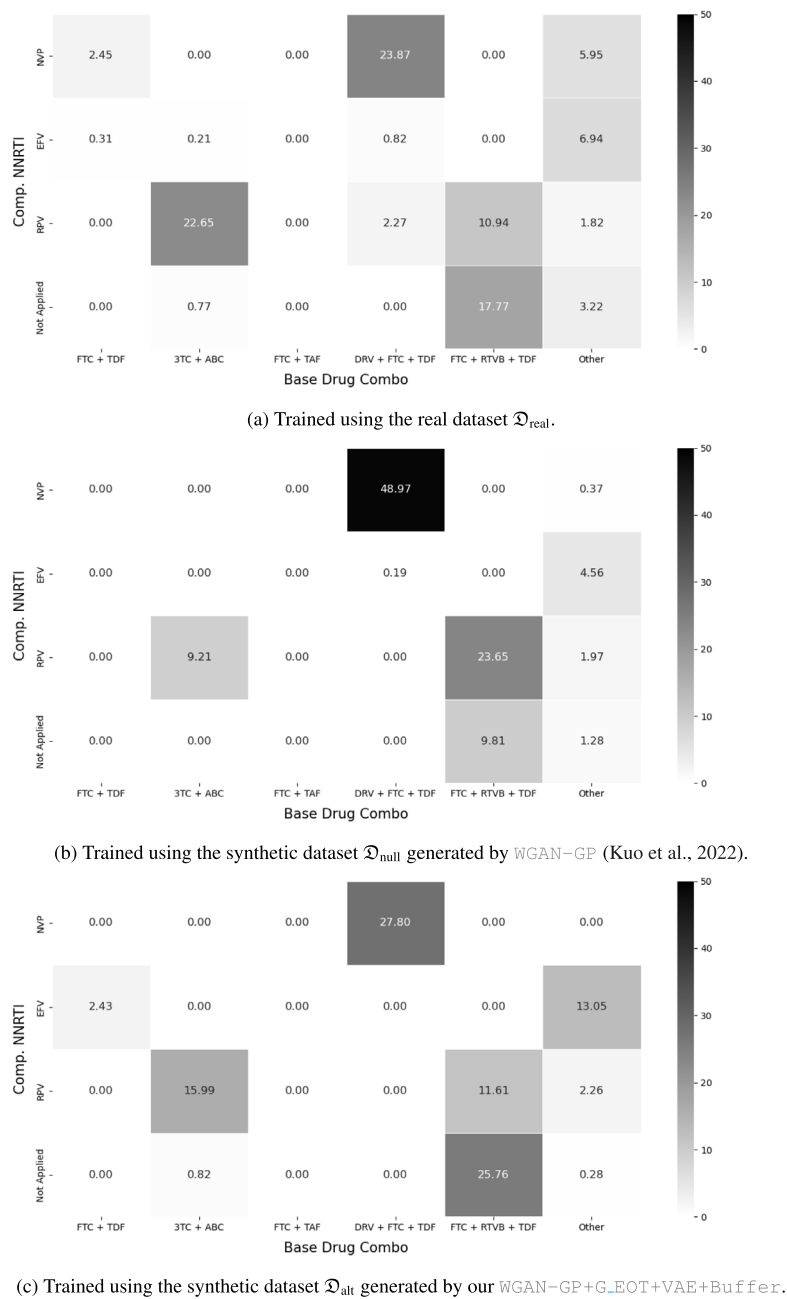 50
NVP 2.45 0.00 0.00 23.87 0.00 5.95
40
EFV 0.31 0.21 0.00 0.82 0.00 6.94
30
Comp. NNRTI
20
RPV 0.00 22.65 0.00 2.27 10.94 1.82
10
Not Applied 0.00 0.77 0.00 0.00 17.77 3.22
0
FTC + TDF 3TC + ABC FTC + TAF DRV + FTC + TDF FTC + RTVB + TDF Other
Base Drug Combo
(a) Trained using the real dataset 𝔇real.
50
NVP 0.00 0.00 0.00 48.97 0.00 0.37
40
EFV 0.00 0.00 0.00 0.19 0.00 4.56
30
Comp. NNRTI
20
RPV 0.00 9.21 0.00 0.00 23.65 1.97
10
Not Applied 0.00 0.00 0.00 0.00 9.81 1.28
0
FTC + TDF 3TC + ABC FTC + TAF DRV + FTC + TDF FTC + RTVB + TDF Other
Base Drug Combo
(b) Trained using the synthetic dataset 𝔇null generated by WGAN-GP (Kuo et al., 2022).
50
NVP 0.00 0.00 0.00 27.80 0.00 0.00
40
EFV 2.43 0.00 0.00 0.00 0.00 13.05
30
Comp. NNRTI
20
RPV 0.00 15.99 0.00 0.00 11.61 2.26
10
Not Applied 0.00 0.82 0.00 0.00 25.76 0.28
0
FTC + TDF 3TC + ABC FTC + TAF DRV + FTC + TDF FTC + RTVB + TDF Other
Base Drug Combo
(c) Trained using the synthetic dataset 𝔇alt generated by our WGAN-GP+G_EOT+VAE+Buffer.